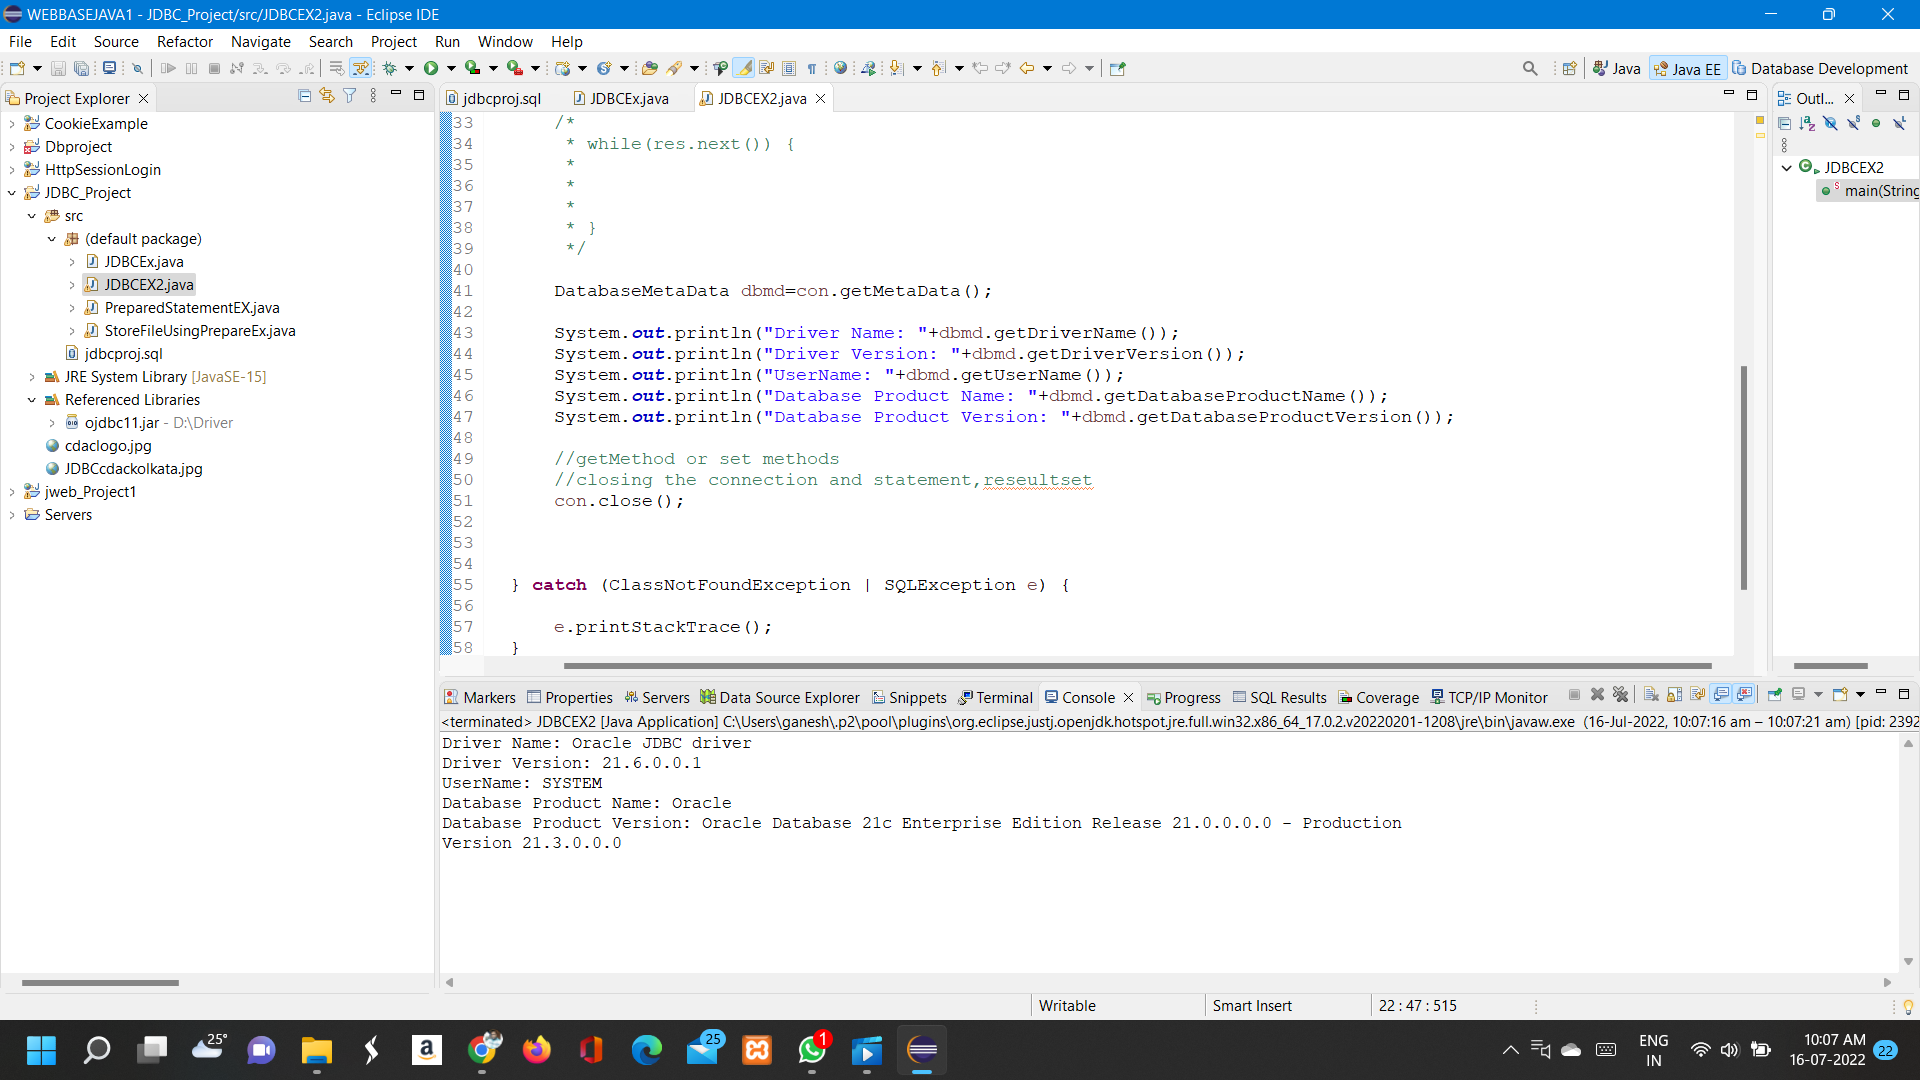 WEBBASEJAVA1 - JDBC_Project/src/JDBCEX2.java - Eclipse IDE
File Edit Source Refactor Navigate Search Project Run Window Help
Java Java EE Database Development
Project Explorer
CookieExample
Dbproject
HttpSessionLogin
JDBC_Project
src
(default package)
JDBCEx.java
JDBCEX2.java
PreparedStatementEX.java
StoreFileUsingPrepareEx.java
jdbcproj.sql
JRE System Library [JavaSE-15]
Referenced Libraries
ojdbc11.jar - D:\Driver
cdaclogo.jpg
JDBCcdackolkata.jpg
jweb_Project1
Servers
jdbcproj.sql JDBCEx.java JDBCEX2.java
33 /*
34 * while(res.next()) {
35 *
36 *
37 *
38 * }
39 */
40
41 DatabaseMetaData dbmd=con.getMetaData();
42
43 System.out.println("Driver Name: "+dbmd.getDriverName());
44 System.out.println("Driver Version: "+dbmd.getDriverVersion());
45 System.out.println("UserName: "+dbmd.getUserName());
46 System.out.println("Database Product Name: "+dbmd.getDatabaseProductName());
47 System.out.println("Database Product Version: "+dbmd.getDatabaseProductVersion());
48
49 //getMethod or set methods
50 //closing the connection and statement,reseultset
51 con.close();
52
53
54
55 } catch (ClassNotFoundException | SQLException e) {
56
57 e.printStackTrace();
58 }
Outl...
JDBCEX2
main(String
Markers Properties Servers Data Source Explorer Snippets Terminal Console Progress SQL Results Coverage TCP/IP Monitor
<terminated> JDBCEX2 [Java Application] C:\Users\ganesh\.p2\pool\plugins\org.eclipse.justj.openjdk.hotspot.jre.full.win32.x86_64_17.0.2.v20220201-1208\jre\bin\javaw.exe (16-Jul-2022, 10:07:16 am – 10:07:21 am) [pid: 2392
Driver Name: Oracle JDBC driver
Driver Version: 21.6.0.0.1
UserName: SYSTEM
Database Product Name: Oracle
Database Product Version: Oracle Database 21c Enterprise Edition Release 21.0.0.0.0 - Production
Version 21.3.0.0.0
Writable Smart Insert 22 : 47 : 515
25° 25 1
ENG
IN
10:07 AM
16-07-2022
22